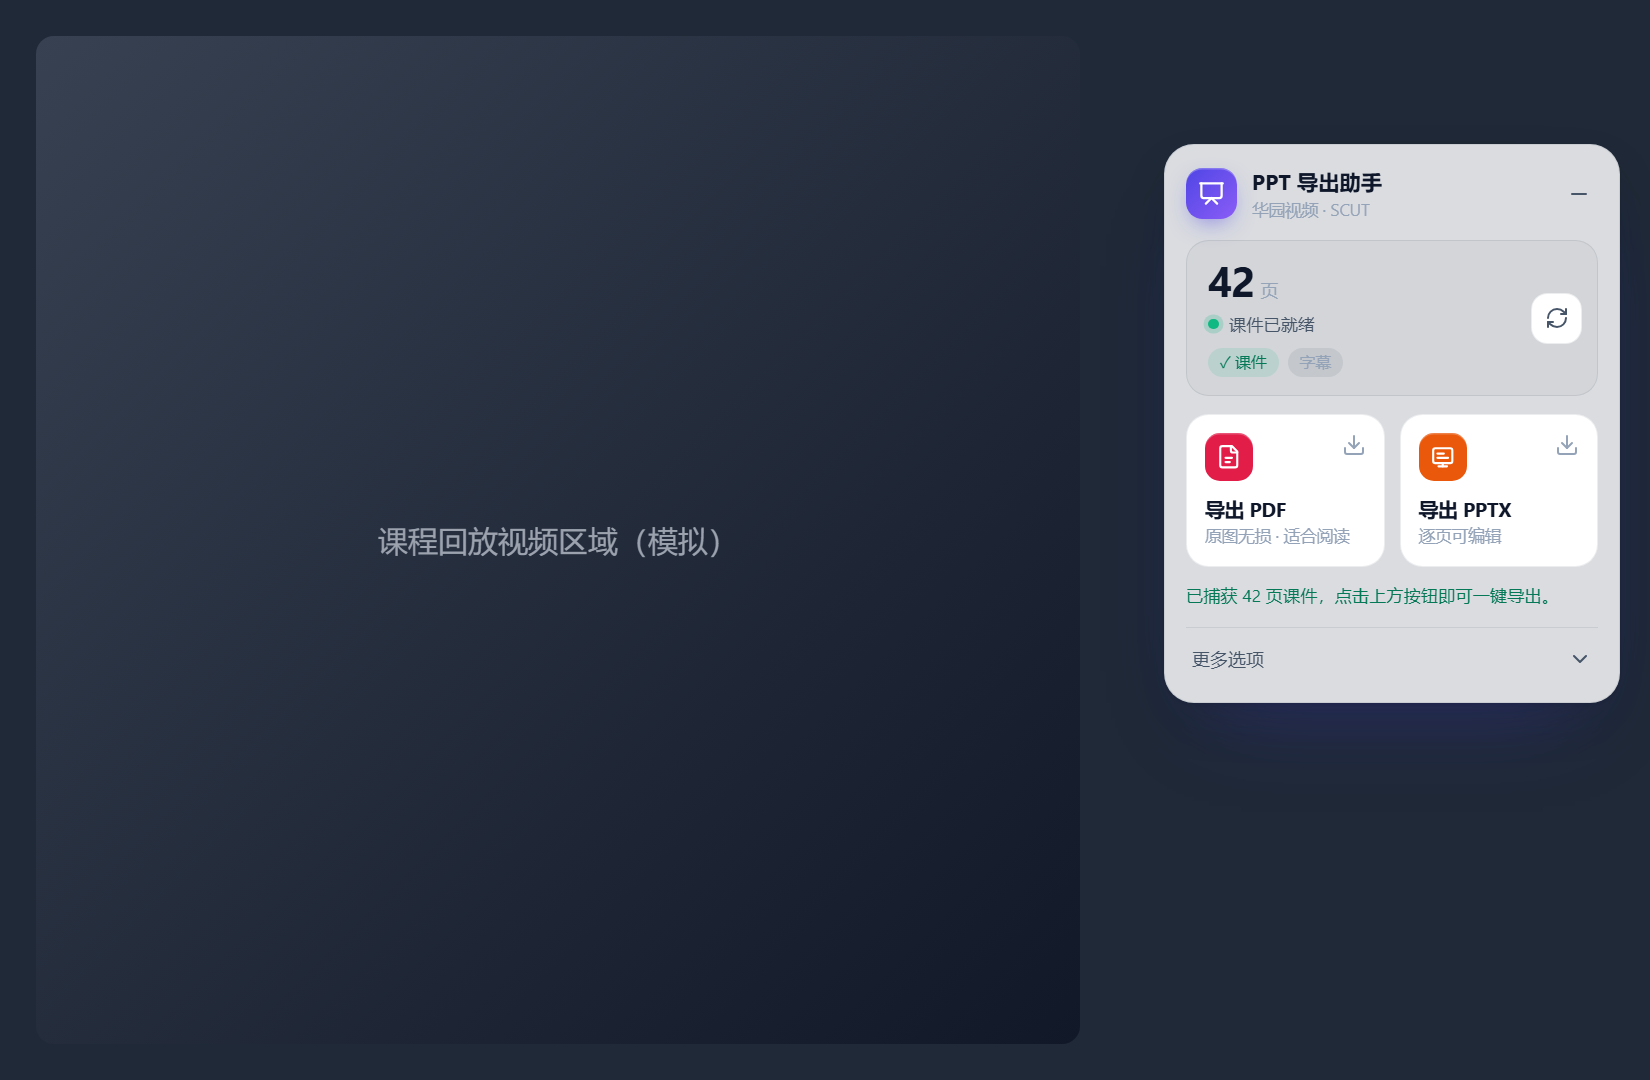 课程回放视频区域（模拟）
PPT 导出助手
华园视频 · SCUT
42 页
课件已就绪
✓ 课件 字幕
导出 PDF
原图无损 · 适合阅读
导出 PPTX
逐页可编辑
已捕获 42 页课件，点击上方按钮即可一键导出。
更多选项